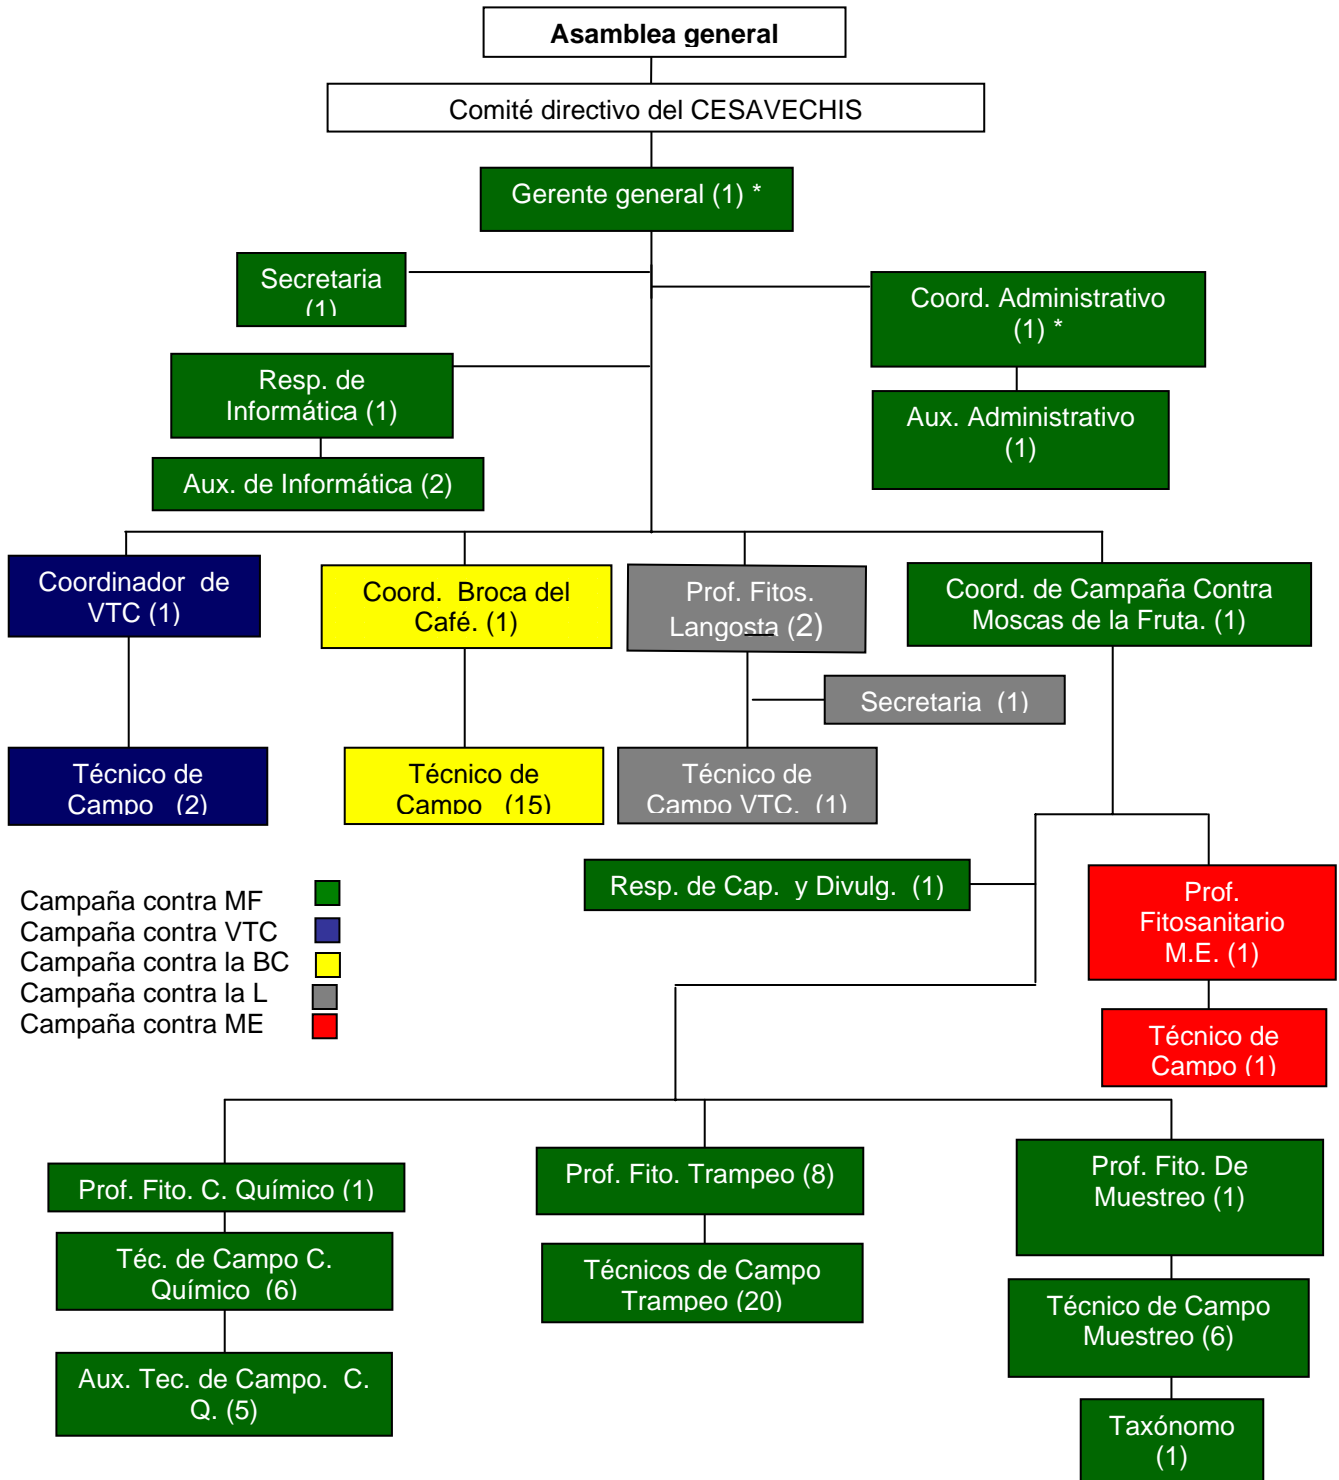 Asamblea general
Comité directivo del CESAVECHIS
Gerente general (1) *
Secretaria
(1)
Coord. Administrativo
(1) *
Resp. de
Informática (1)
Aux. Administrativo
(1)
Aux. de Informática (2)
Coordinador de
VTC (1)
Coord. Broca del
Café. (1)
Prof. Fitos.
Langosta (2)
Coord. de Campaña Contra
Moscas de la Fruta. (1)
Secretaria (1)
Técnico de
Campo (2)
Técnico de
Campo (15)
Técnico de
Campo VTC. (1)
Resp. de Cap. y Divulg. (1)
Prof.
Fitosanitario
M.E. (1)
Campaña contra MF
Campaña contra VTC
Campaña contra la BC
Campaña contra la L
Campaña contra ME
Técnico de
Campo (1)
Prof. Fito. C. Químico (1)
Prof. Fito. Trampeo (8)
Prof. Fito. De
Muestreo (1)
Téc. de Campo C.
Químico (6)
Técnicos de Campo
Trampeo (20)
Técnico de Campo
Muestreo (6)
Aux. Tec. de Campo. C.
Q. (5)
Taxónomo
(1)